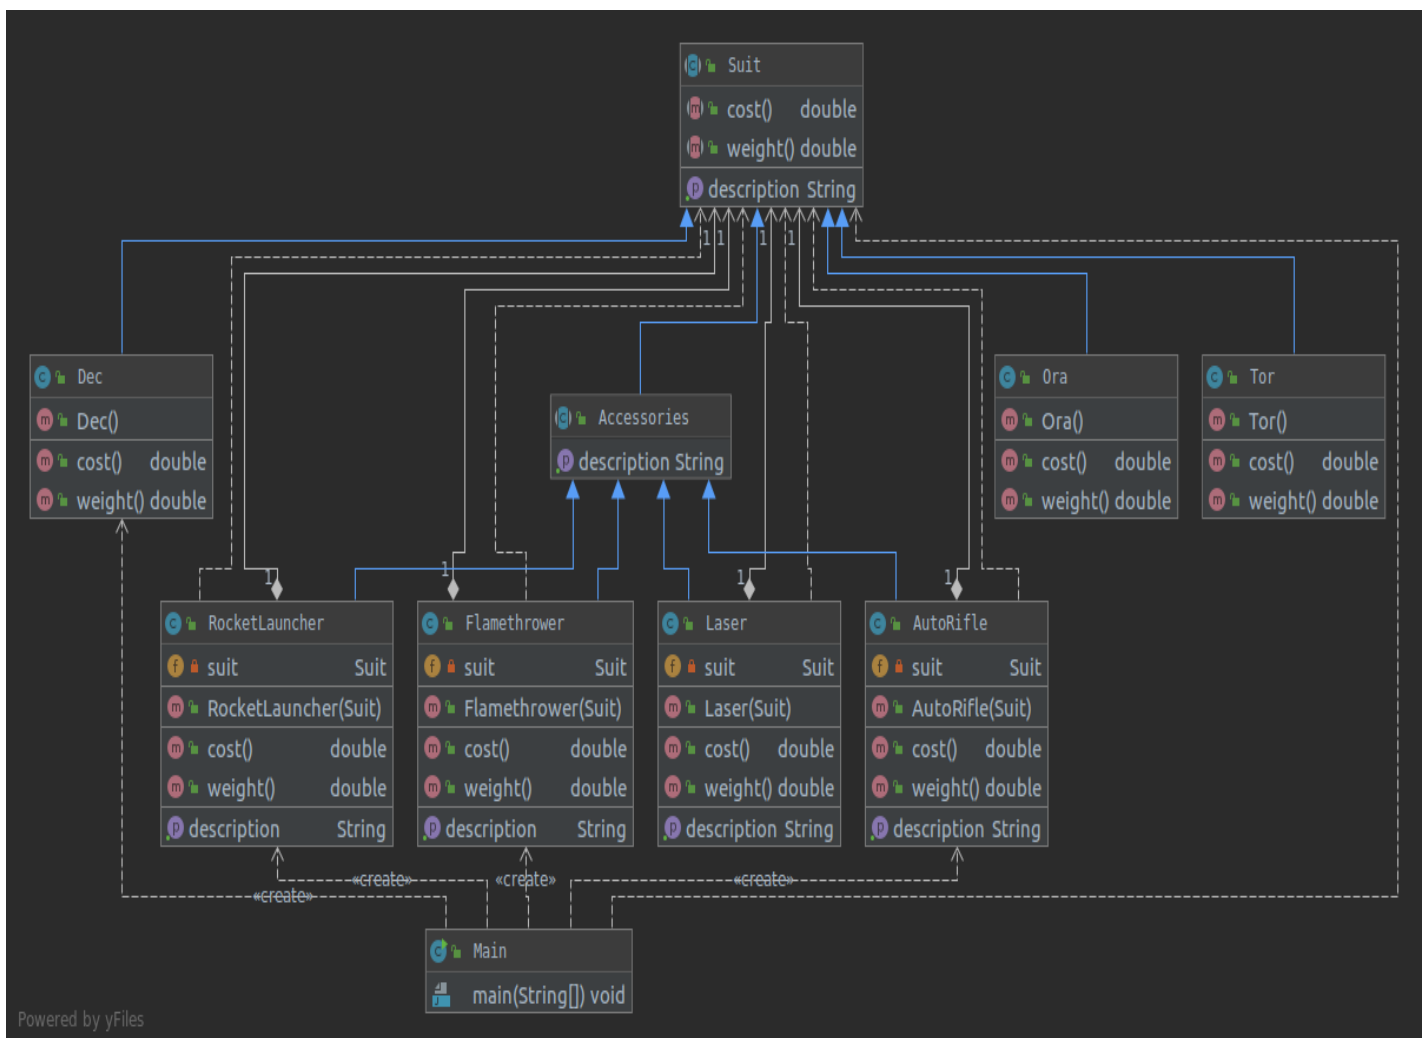 Suit
cost() double
weight() double
description String
1 1 1 1
Dec
Dec()
cost() double
weight() double
Accessories
description String
Ora
Ora()
cost() double
weight() double
Tor
Tor()
cost() double
weight() double
1 1 1 1
RocketLauncher
suit Suit
RocketLauncher(Suit)
cost() double
weight() double
description String
Flamethrower
suit Suit
Flamethrower(Suit)
cost() double
weight() double
description String
Laser
suit Suit
Laser(Suit)
cost() double
weight() double
description String
AutoRifle
suit Suit
AutoRifle(Suit)
cost() double
weight() double
description String
«create» «create» «create»
«create»
Main
main(String[]) void
Powered by yFiles